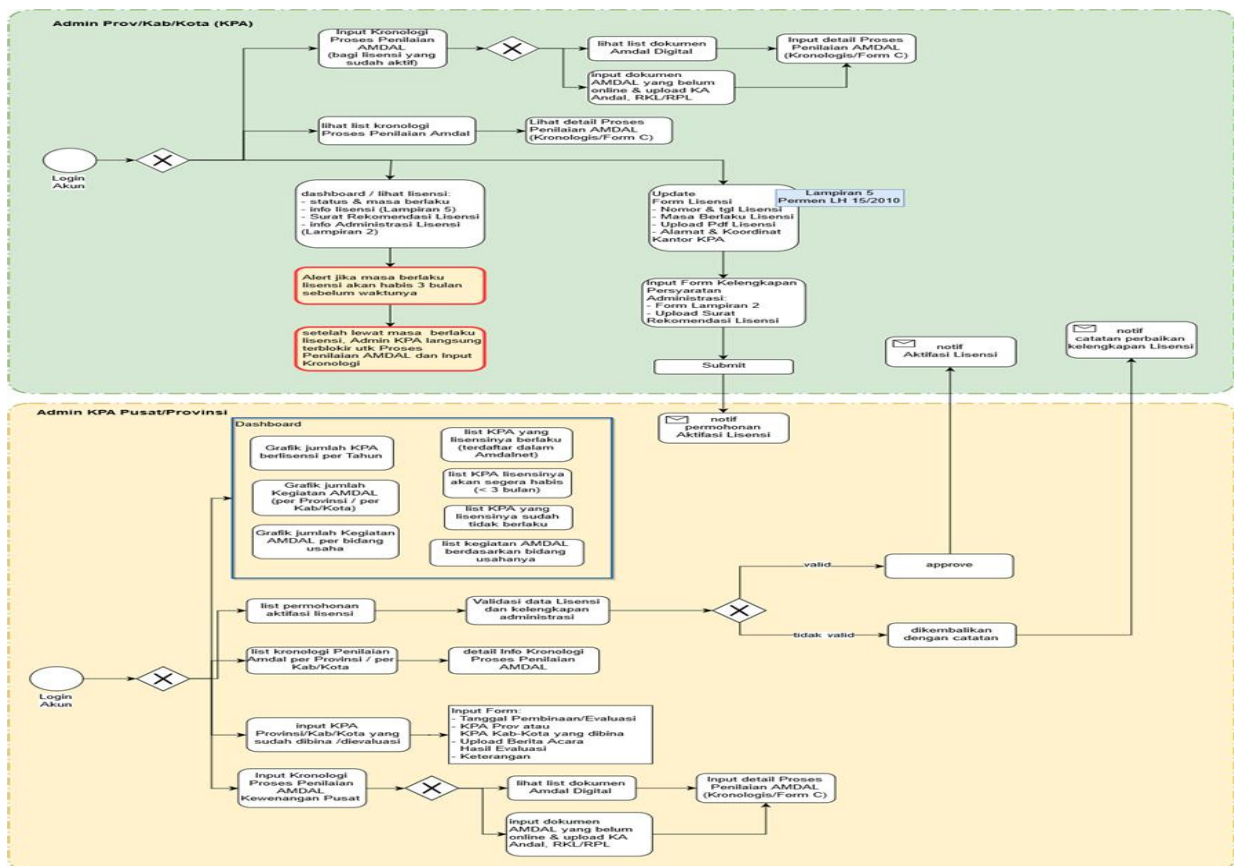 Admin Prov/Kab/Kota (KPA)
Input Kronologi
Proses Penilaian
AMDAL
(bagi lisensi yang
sudah aktif)
lihat list dokumen
Amdal Digital
Input detail Proses
Penilaian AMDAL
(Kronologis/Form C)
input dokumen
AMDAL yang belum
online & upload KA
Andal, RKL/RPL
lihat list kronologi
Proses Penilaian Amdal
Lihat detail Proses
Penilaian AMDAL
(Kronologis/Form C)
Login
Akun
dashboard / lihat lisensi:
- status & masa berlaku
- info lisensi (Lampiran 5)
- Surat Rekomendasi Lisensi
- info Administrasi Lisensi
(Lampiran 2)
Update
Form Lisensi
- Nomor & tgl Lisensi
- Masa Berlaku Lisensi
- Upload Pdf Lisensi
- Alamat & Koordinat
Kantor KPA
Lampiran 5
Permen LH 15/2010
Alert jika masa berlaku
lisensi akan habis 3 bulan
sebelum waktunya
Input Form Kelengkapan
Persyaratan
Administrasi:
- Form Lampiran 2
- Upload Surat
Rekomendasi Lisensi
setelah lewat masa berlaku
lisensi, Admin KPA langsung
terblokir utk Proses
Penilaian AMDAL dan Input
Kronologi
Submit
notif
Aktifasi Lisensi
notif
catatan perbaikan
kelengkapan Lisensi
Admin KPA Pusat/Provinsi
notif
permohonan
Aktifasi Lisensi
Dashboard
Grafik jumlah KPA
berlisensi per Tahun
list KPA yang
lisensinya berlaku
(terdaftar dalam
Amdalnet)
Grafik jumlah
Kegiatan AMDAL
(per Provinsi / per
Kab/Kota)
list KPA lisensinya
akan segera habis
(< 3 bulan)
Grafik jumlah Kegiatan
AMDAL per bidang
usaha
list KPA yang
lisensinya sudah
tidak berlaku
list kegiatan AMDAL
berdasarkan bidang
usahanya
list permohonan
aktifasi lisensi
Validasi data Lisensi
dan kelengkapan
administrasi
valid
approve
tidak valid
dikembalikan
dengan catatan
list kronologi Penilaian
Amdal per Provinsi / per
Kab/Kota
detail Info Kronologi
Proses Penilaian
AMDAL
Login
Akun
input KPA
Provinsi/Kab/Kota yang
sudah dibina /dievaluasi
Input Form:
- Tanggal Pembinaan/Evaluasi
- KPA Prov atau
KPA Kab-Kota yang dibina
- Upload Berita Acara
Hasil Evaluasi
- Keterangan
Input Kronologi
Proses Penilaian
AMDAL
Kewenangan Pusat
lihat list dokumen
Amdal Digital
Input detail Proses
Penilaian AMDAL
(Kronologis/Form C)
input dokumen
AMDAL yang belum
online & upload KA
Andal, RKL/RPL